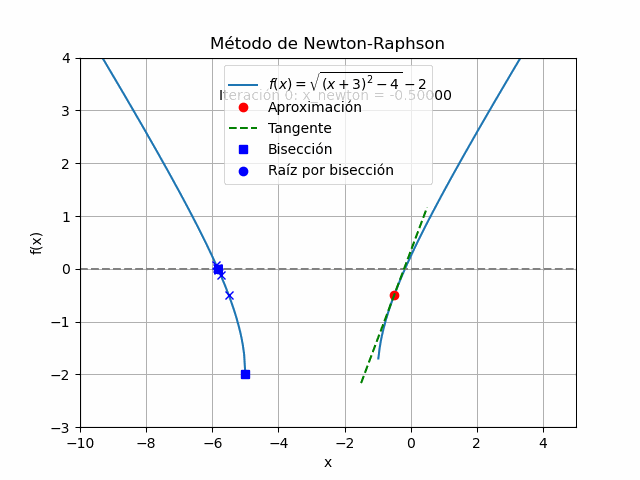 Método de Newton-Raphson
f(x) = √((x + 3)² − 4) − 2
Iteración 0: x_newton = -0.50000
Aproximación
Tangente
Bisección
Raíz por bisección
f(x)
4
3
2
1
0
−1
−2
−3
−10
−8
−6
−4
−2
0
2
4
x